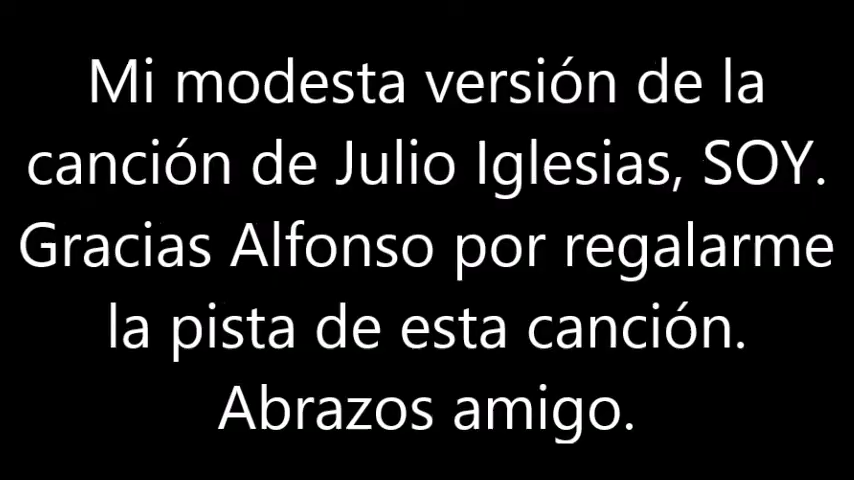 Mi modesta versión de la
canción de Julio Iglesias, SOY.
Gracias Alfonso por regalarme
la pista de esta canción.
Abrazos amigo.